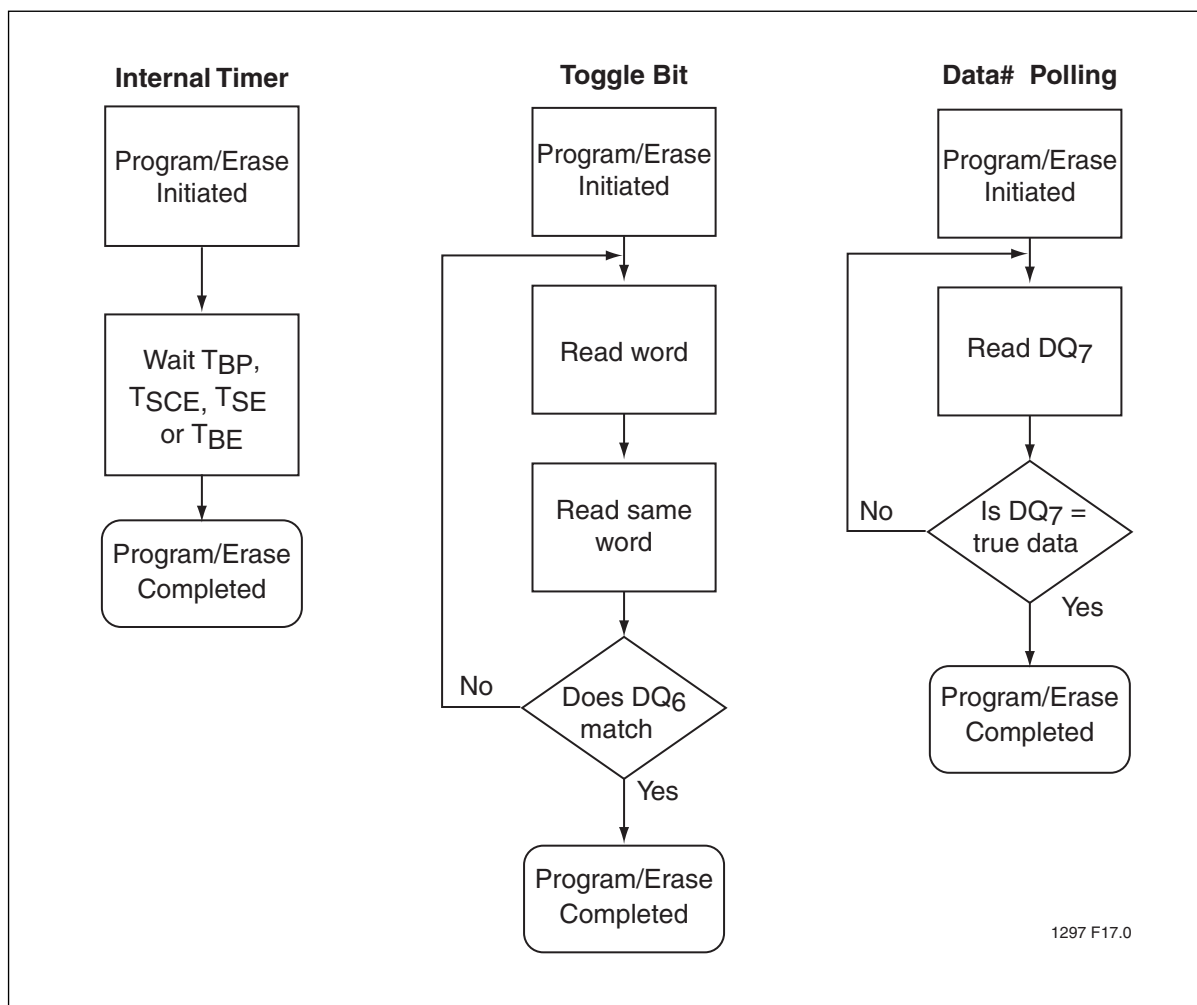 Internal Timer
Program/Erase
Initiated
Wait TBP,
TSCE, TSE
or TBE
Program/Erase
Completed
Toggle Bit
Program/Erase
Initiated
Read word
Read same
word
Does DQ6
match
No
Yes
Program/Erase
Completed
Data# Polling
Program/Erase
Initiated
Read DQ7
Is DQ7 =
true data
No
Yes
Program/Erase
Completed
1297 F17.0